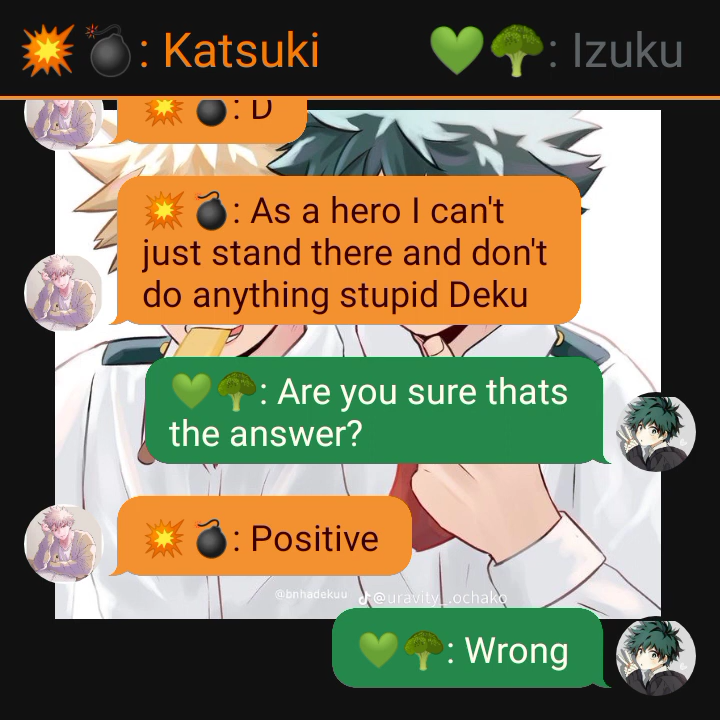 💥💣: Katsuki
💚🥦: Izuku
💥💣: D
💥💣: As a hero I can't
just stand there and don't
do anything stupid Deku
💚🥦: Are you sure thats
the answer?
💥💣: Positive
@bnhadekuu
@uravity_.ochako
💚🥦: Wrong